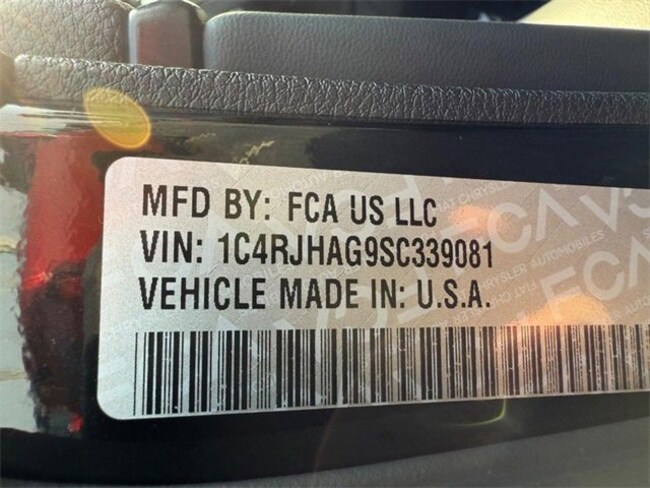 MFD BY: FCA US LLC
VIN: 1C4RJHAG9SC339081
VEHICLE MADE IN: U.S.A.